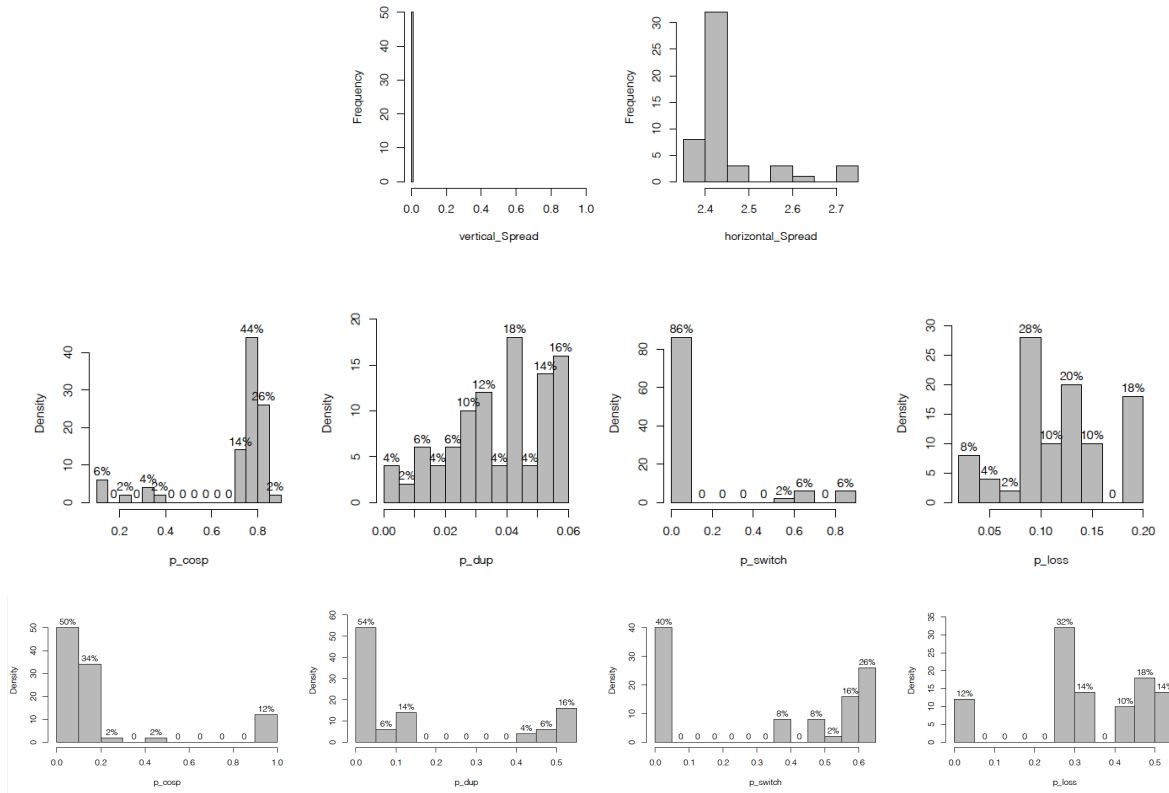 Frequency
0 10 20 30 40 50
0.0 0.2 0.4 0.6 0.8 1.0
vertical_Spread
Frequency
0 5 10 15 20 25 30
2.4 2.5 2.6 2.7
horizontal_Spread
Density
0 10 20 30 40
6% 0 2% 0 4% 2% 0 0 0 0 0 0 14% 44% 26% 2%
0.2 0.4 0.6 0.8
p_cosp
Density
0 5 10 15 20
4% 2% 6% 4% 6% 10% 12% 4% 18% 4% 14% 16%
0.00 0.02 0.04 0.06
p_dup
Density
0 20 40 60 80
86% 0 0 0 0 2% 6% 0 6%
0.0 0.2 0.4 0.6 0.8
p_switch
Density
0 5 10 15 20 25 30
8% 4% 2% 28% 10% 20% 10% 0 18%
0.05 0.10 0.15 0.20
p_loss
Density
0 10 20 30 40 50
50% 34% 2% 0 2% 0 0 0 0 12%
0.0 0.2 0.4 0.6 0.8 1.0
p_cosp
Density
0 10 20 30 40 50 60
54% 6% 14% 0 0 0 0 0 4% 6% 16%
0.0 0.1 0.2 0.3 0.4 0.5
p_dup
Density
0 10 20 30 40
40% 0 0 0 0 0 0 8% 0 8% 2% 16% 26%
0.0 0.1 0.2 0.3 0.4 0.5 0.6
p_switch
Density
0 5 10 15 20 25 35
12% 0 0 0 0 32% 14% 0 10% 18% 14%
0.0 0.1 0.2 0.3 0.4 0.5
p_loss